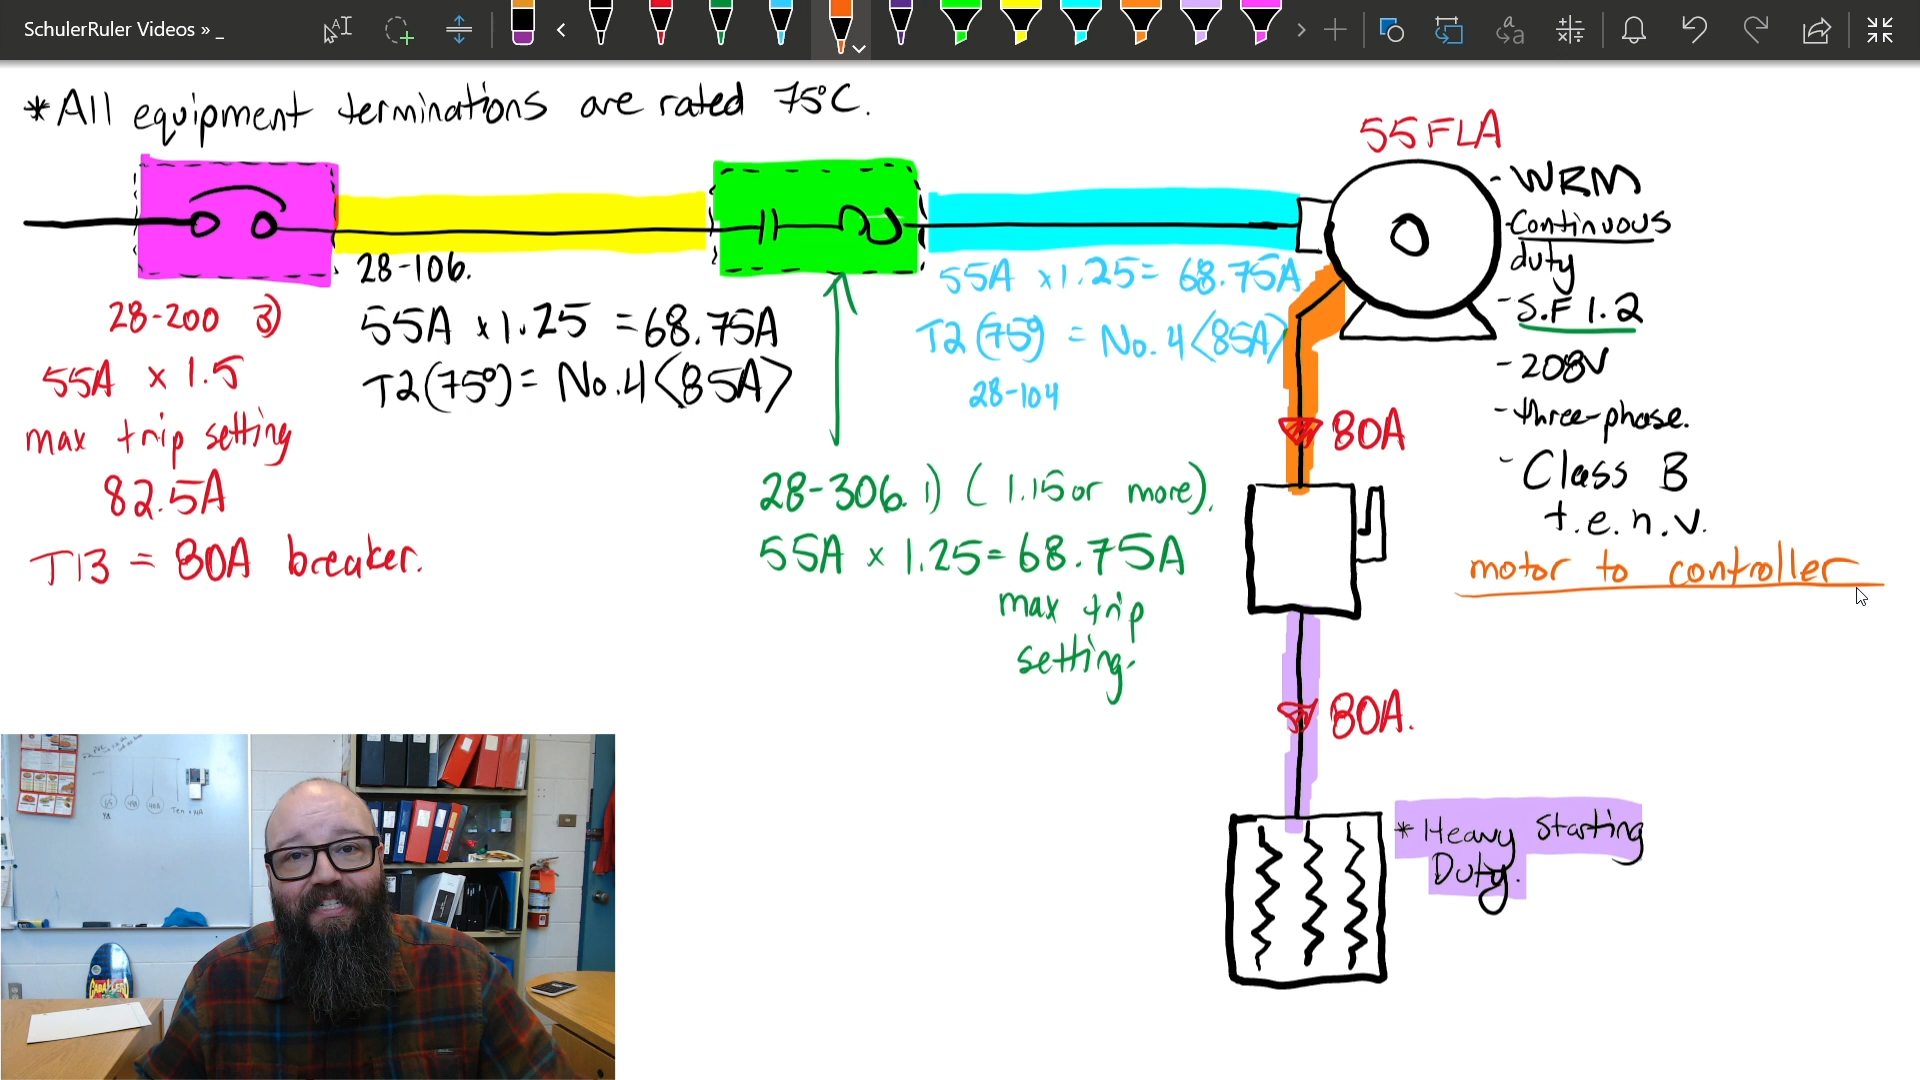 SchulerRuler Videos » _
*All equipment terminations are rated 75°C.
55 FLA
- WRM
- Continuous
duty
- S.F 1.2
- 208V
- three-phase.
- Class B
t.e.n.v.
28-106.
55A x 1.25 = 68.75A
T2(75°) = No.4<85A>
28-200 3)
55A x 1.5
max trip setting
82.5A
T13 = 80A breaker.
55A x 1.25 = 68.75A
T2(75°) = No.4<85A>
28-104
80A
28-306. 1) (1.15 or more).
55A x 1.25 = 68.75A
max trip
setting.
motor to controller
80A.
*Heavy Starting
Duty.
CABALLERO